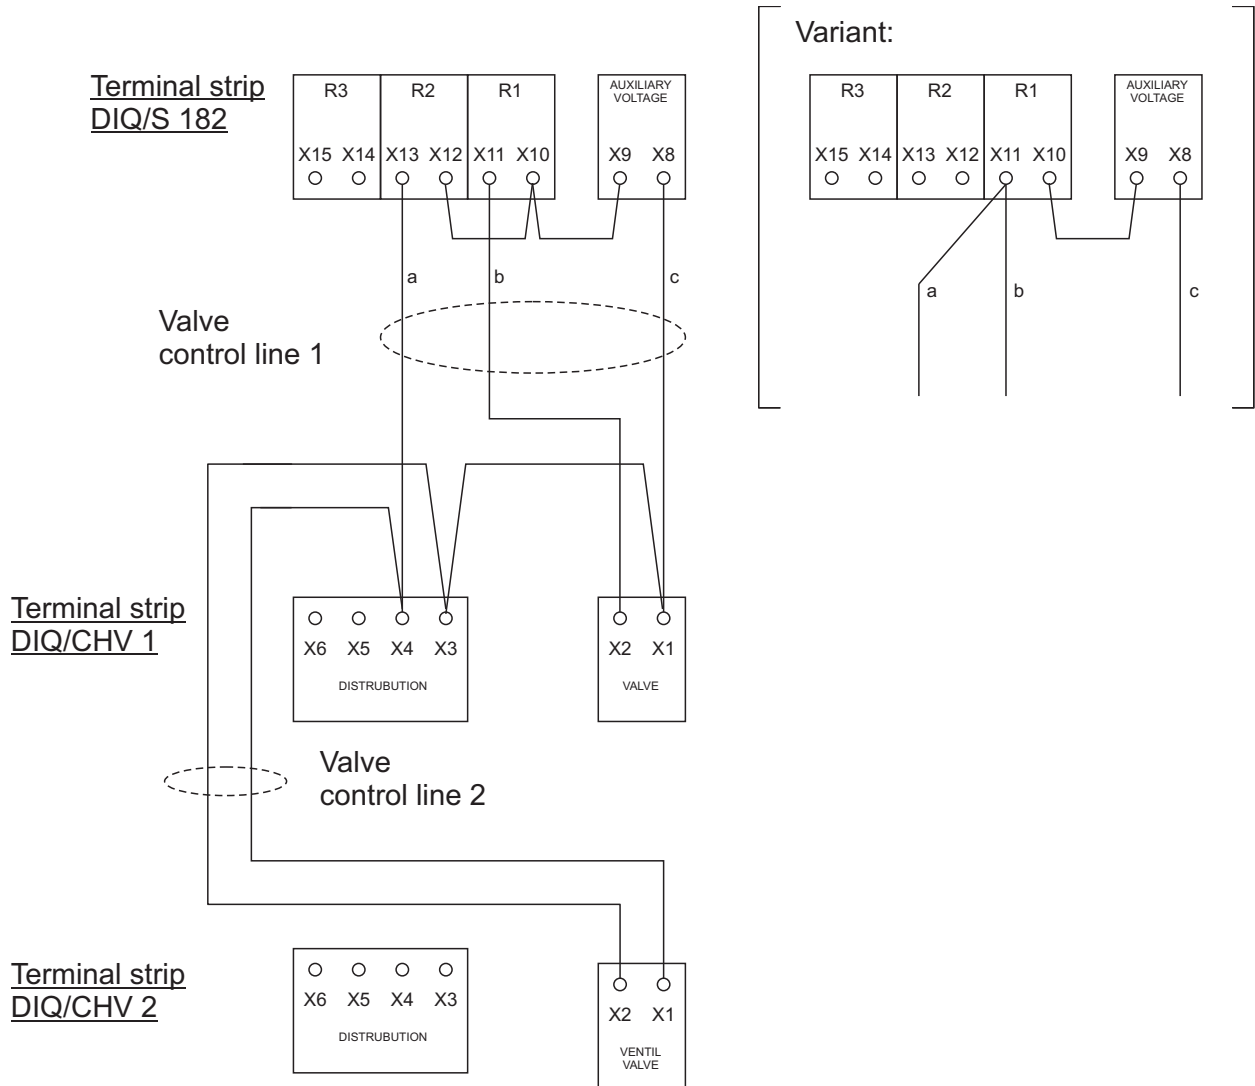 Variant:
Terminal strip
DIQ/S 182
R3 R2 R1
AUXILIARY
VOLTAGE
X15 X14 X13 X12 X11 X10 X9 X8
R3 R2 R1
AUXILIARY
VOLTAGE
X15 X14 X13 X12 X11 X10 X9 X8
a b c
a b c
Valve
control line 1
Terminal strip
DIQ/CHV 1
X6 X5 X4 X3 X2 X1
DISTRUBUTION VALVE
Valve
control line 2
Terminal strip
DIQ/CHV 2
X6 X5 X4 X3
DISTRUBUTION
X2 X1
VENTIL
VALVE